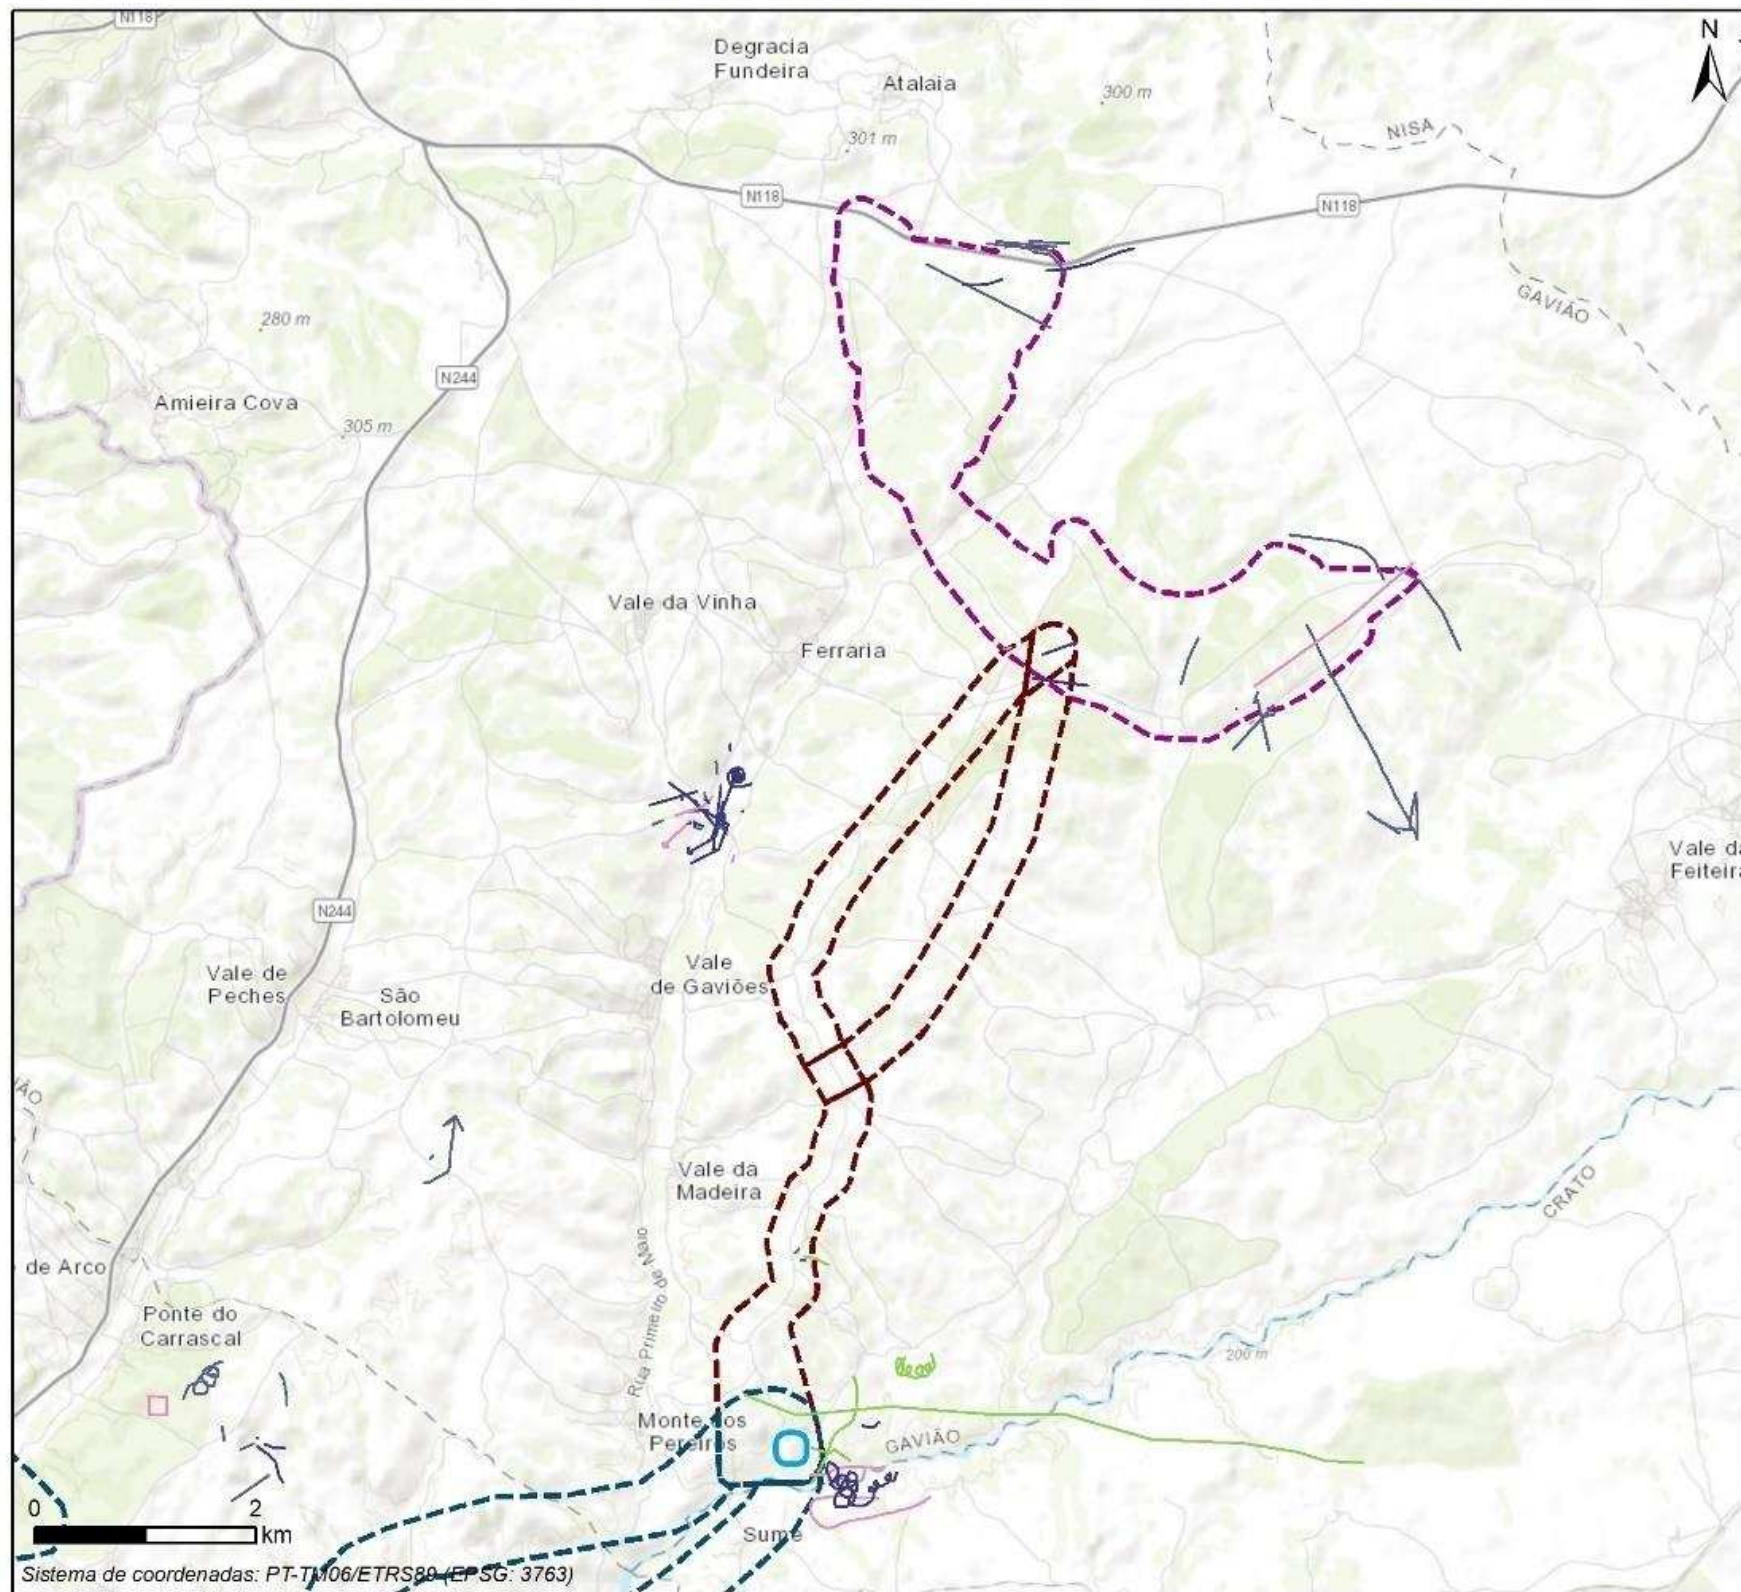 N118
Degracia
Fundeira
Atalaia
300 m
N
301 m
NISA
N118
N118
GAVIÃO
280 m
N244
Amieira Cova
305 m
Vale da Vinha
Ferraria
Vale da
Feiteira
N244
Vale de
Peches
São
Bartolomeu
Vale
de Gaviões
Vale da
Madeira
CRATO
de Arco
Rua Primeiro de Maio
Ponte do
Carrascal
200 m
Monte dos
Pereiros
GAVIÃO
0 2
km
Sume
Sistema de coordenadas: PT-TM06/ETRS89 (EPSG: 3763)